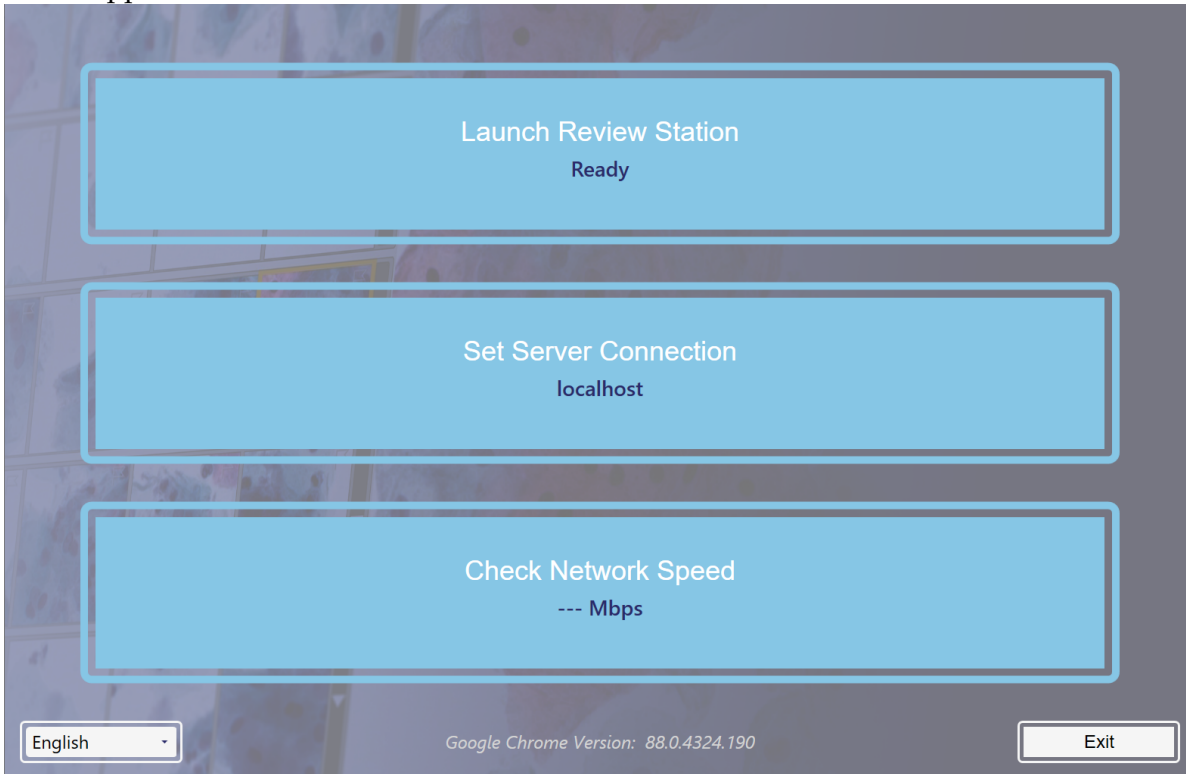 Launch Review Station
Ready
Set Server Connection
localhost
Check Network Speed
--- Mbps
English
Google Chrome Version: 88.0.4324.190
Exit